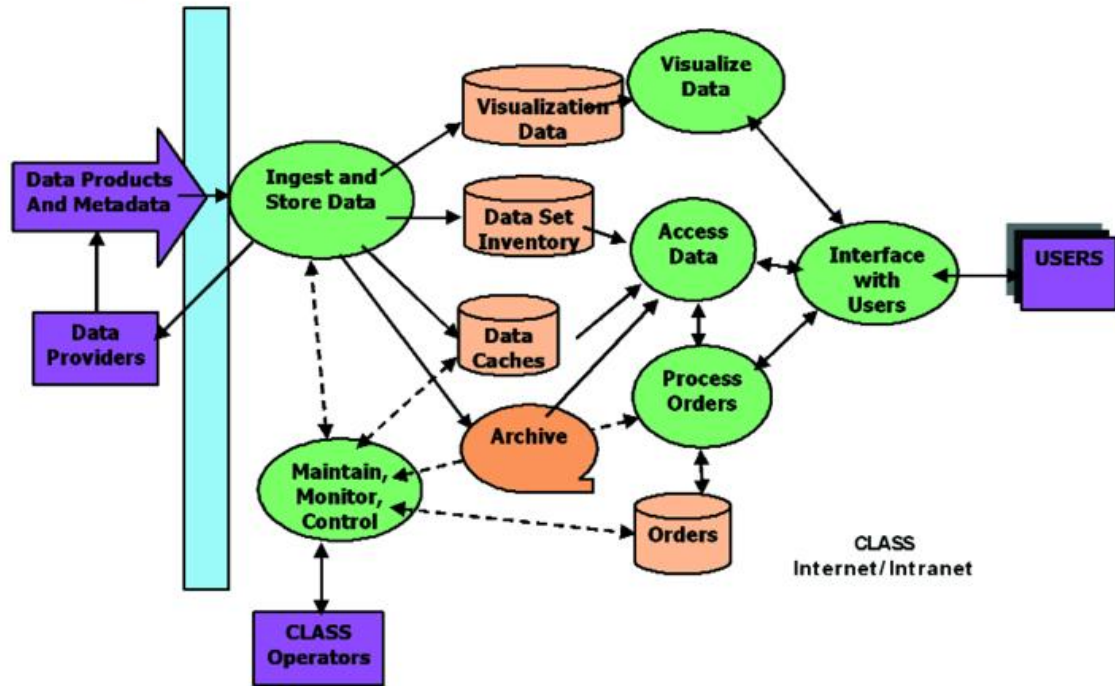 Visualize
Data
Visualization
Data
Data Products
And Metadata
Ingest and
Store Data
Data Set
Inventory
Access
Data
Interface
with
Users
USERS
Data
Providers
Data
Caches
Process
Orders
Archive
Maintain,
Monitor,
Control
Orders
CLASS
Internet/Intranet
CLASS
Operators